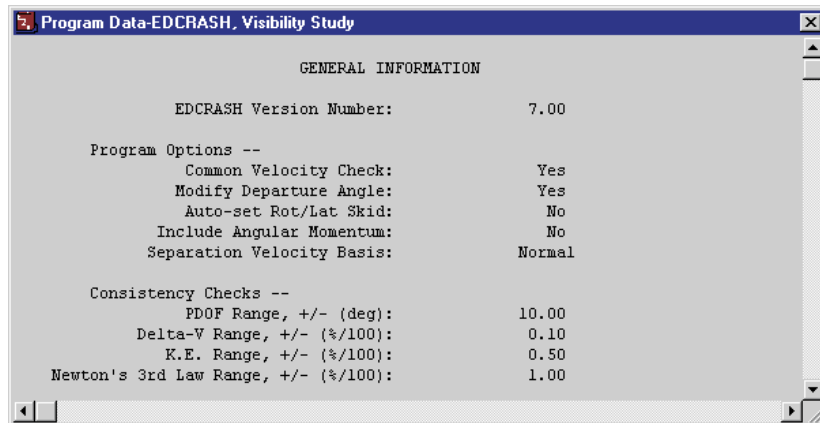 Program Data-EDCRASH, Visibility Study
GENERAL INFORMATION
EDCRASH Version Number: 7.00
Program Options --
Common Velocity Check: Yes
Modify Departure Angle: Yes
Auto-set Rot/Lat Skid: No
Include Angular Momentum: No
Separation Velocity Basis: Normal
Consistency Checks --
PDOF Range, +/- (deg): 10.00
Delta-V Range, +/- (%/100): 0.10
K.E. Range, +/- (%/100): 0.50
Newton's 3rd Law Range, +/- (%/100): 1.00